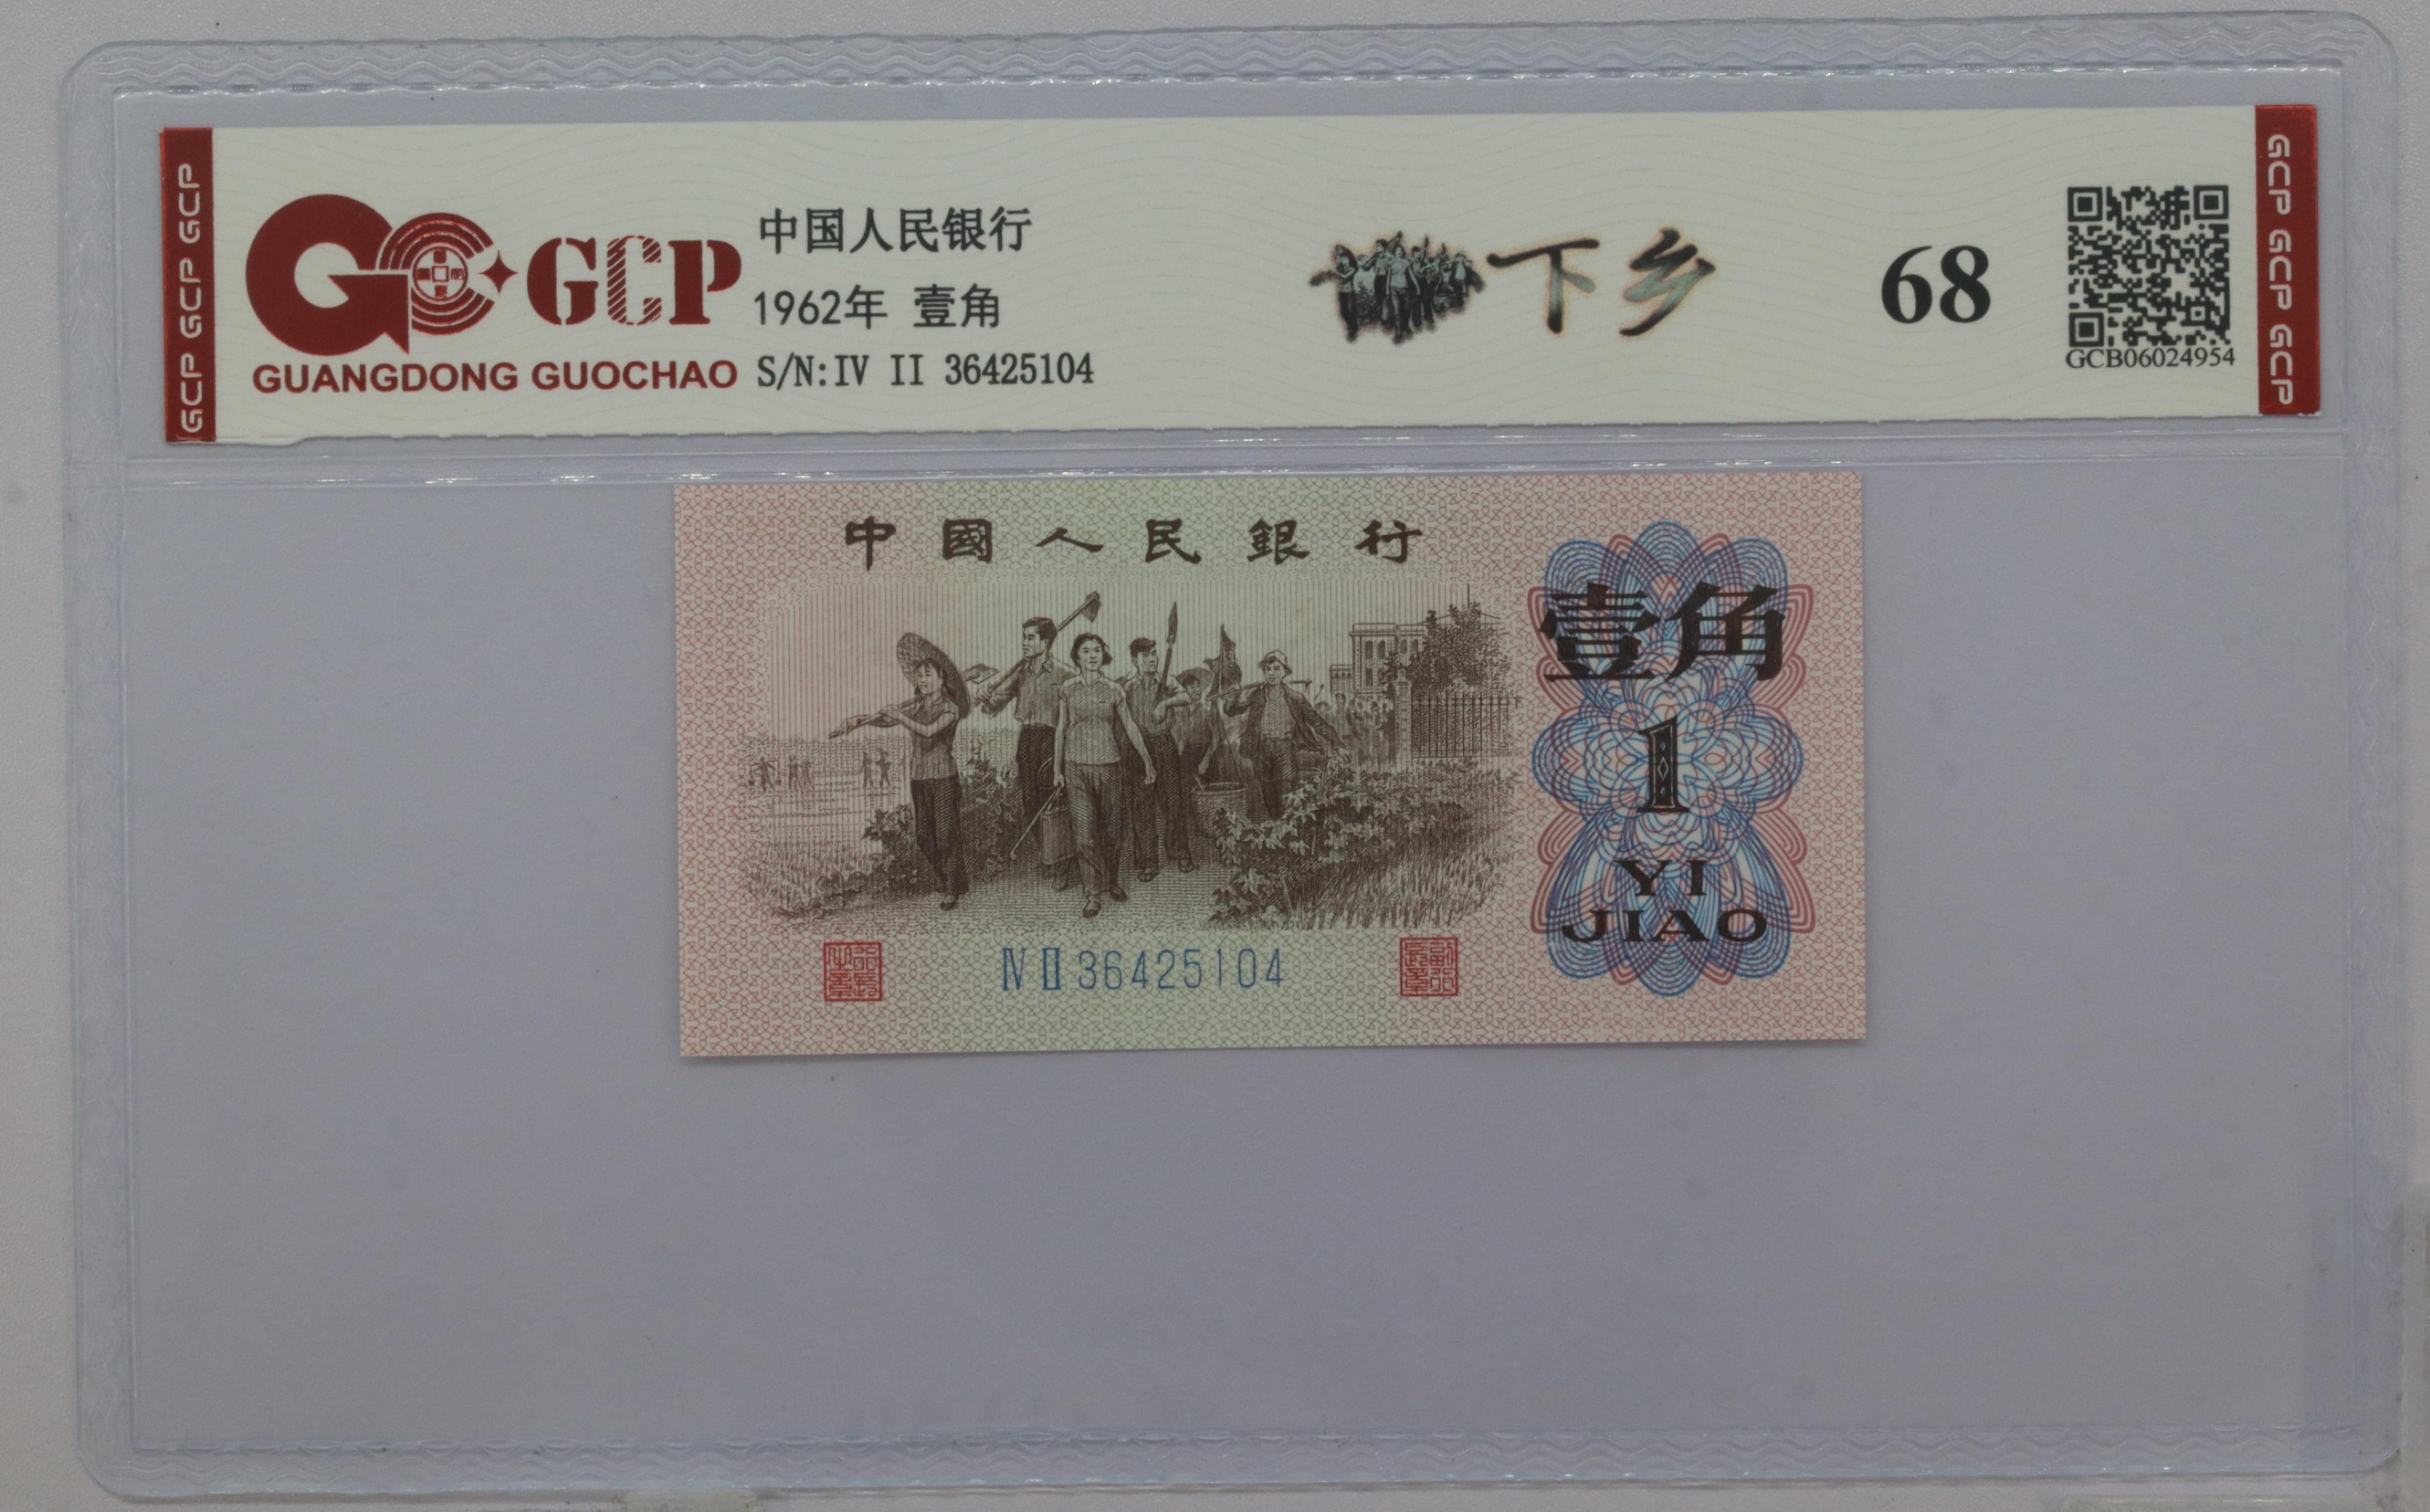 GCP GCP GCP
GCP
GUANGDONG GUOCHAO
中国人民银行
1962年 壹角
S/N:IV II 36425104
下乡
68
GCB06024954
GCP GCP GCP
中國人民銀行
壹角
1
YI
JIAO
Ⅳ Ⅱ 36425104